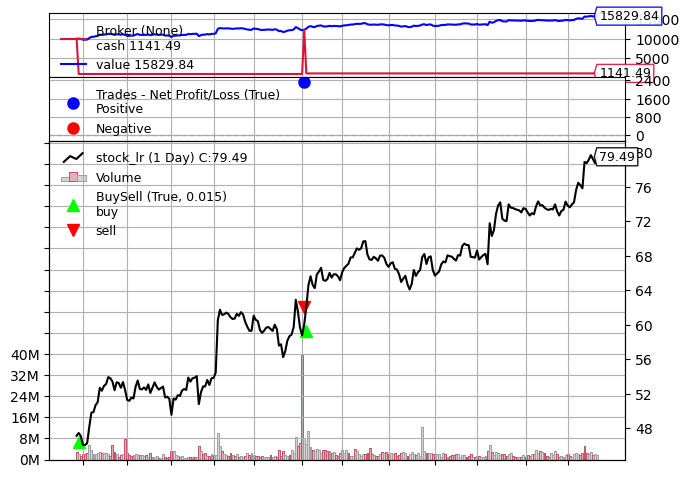 Broker (None)
cash 1141.49
value 15829.84
15829.84
10000
5000
1141.49
Trades - Net Profit/Loss (True)
Positive
Negative
2400
1600
800
0
stock_lr (1 Day) C:79.49
Volume
BuySell (True, 0.015)
buy
sell
79.49
80
76
72
68
64
60
56
52
48
40M
32M
24M
16M
8M
0M